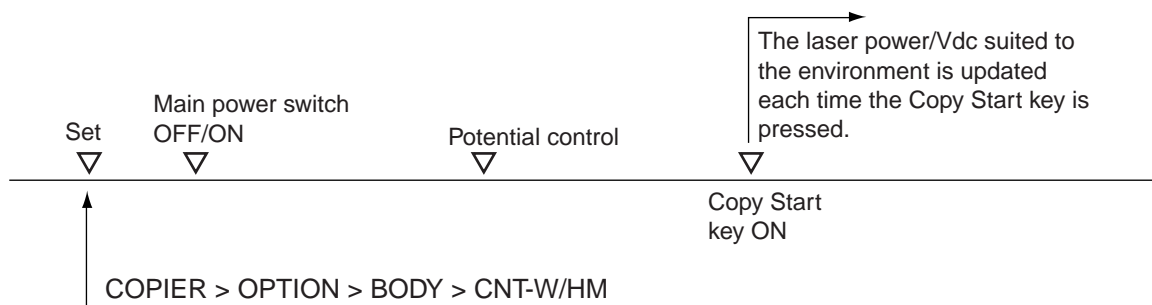 The laser power/Vdc suited to
the environment is updated
each time the Copy Start key is
pressed.
Main power switch
OFF/ON
Set
Potential control
Copy Start
key ON
COPIER > OPTION > BODY > CNT-W/HM